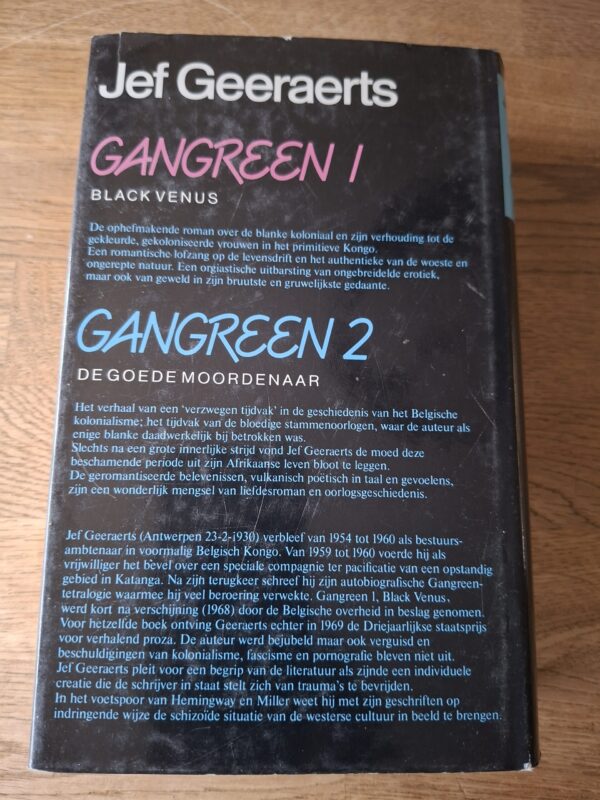 Jef Geeraerts
GANGREEN 1
BLACK VENUS
De ophefmakende roman over de blanke koloniaal en zijn verhouding tot de
gekleurde, gekoloniseerde vrouwen in het primitieve Kongo.
Een romantische lofzang op de levensdrift en het authentieke van de woeste en
ongerepte natuur. Een orgiastische uitbarsting van ongebreidelde erotiek,
maar ook van geweld in zijn bruutste en gruwelijkste gedaante.
GANGREEN 2
DE GOEDE MOORDENAAR
Het verhaal van een 'verzwegen tijdvak' in de geschiedenis van het Belgische
kolonialisme; het tijdvak van de bloedige stammenoorlogen, waar de auteur als
enige blanke daadwerkelijk bij betrokken was.
Slechts na een grote innerlijke strijd vond Jef Geeraerts de moed deze
beschamende periode uit zijn Afrikaanse leven bloot te leggen.
De geromantiseerde belevenissen, vulkanisch poëtisch in taal en gevoelens,
zijn een wonderlijk mengsel van liefdesroman en oorlogsgeschiedenis.
Jef Geeraerts (Antwerpen 23-2-1930) verbleef van 1954 tot 1960 als bestuurs-
ambtenaar in voormalig Belgisch Kongo. Van 1959 tot 1960 voerde hij als
vrijwilliger het bevel over een speciale compagnie ter pacificatie van een opstandig
gebied in Katanga. Na zijn terugkeer schreef hij zijn autobiografische Gangreen-
tetralogie waarmee hij veel beroering verwekte. Gangreen 1, Black Venus,
werd kort na verschijning (1968) door de Belgische overheid in beslag genomen.
Voor hetzelfde boek ontving Geeraerts echter in 1969 de Driejaarlijkse staatsprijs
voor verhalend proza. De auteur werd bejubeld maar ook verguisd en
beschuldigingen van kolonialisme, fascisme en pornografie bleven niet uit.
Jef Geeraerts pleit voor een begrip van de literatuur als zijnde een individuele
creatie die de schrijver in staat stelt zich van trauma's te bevrijden.
In het voetspoor van Hemingway en Miller weet hij met zijn geschriften op
indringende wijze de schizoïde situatie van de westerse cultuur in beeld te brengen.